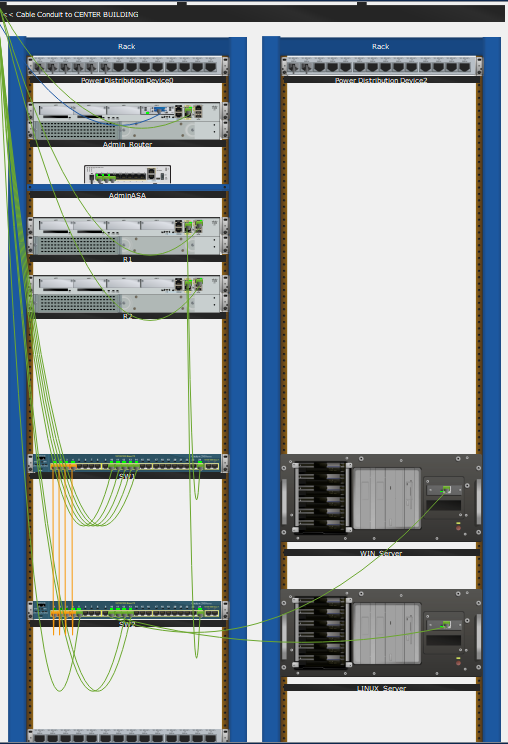 << Cable Conduit to CENTER BUILDING
Rack
Rack
Power Distribution Device0
Power Distribution Device2
Admin_Router
AdminASA
R1
R2
SW1
WIN_Server
SW2
LINUX_Server